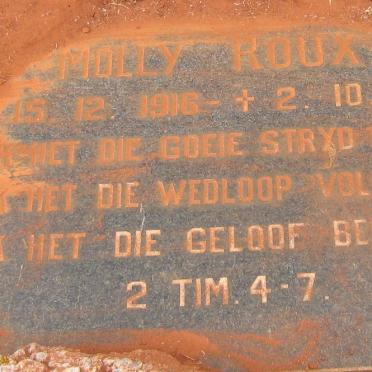 MOLLY ROUX
15. 12. 1916 - + 2. 10
HET DIE GOEIE STRYD
K HET DIE WEDLOOP VOL
K HET DIE GELOOF BE
2 TIM. 4-7.